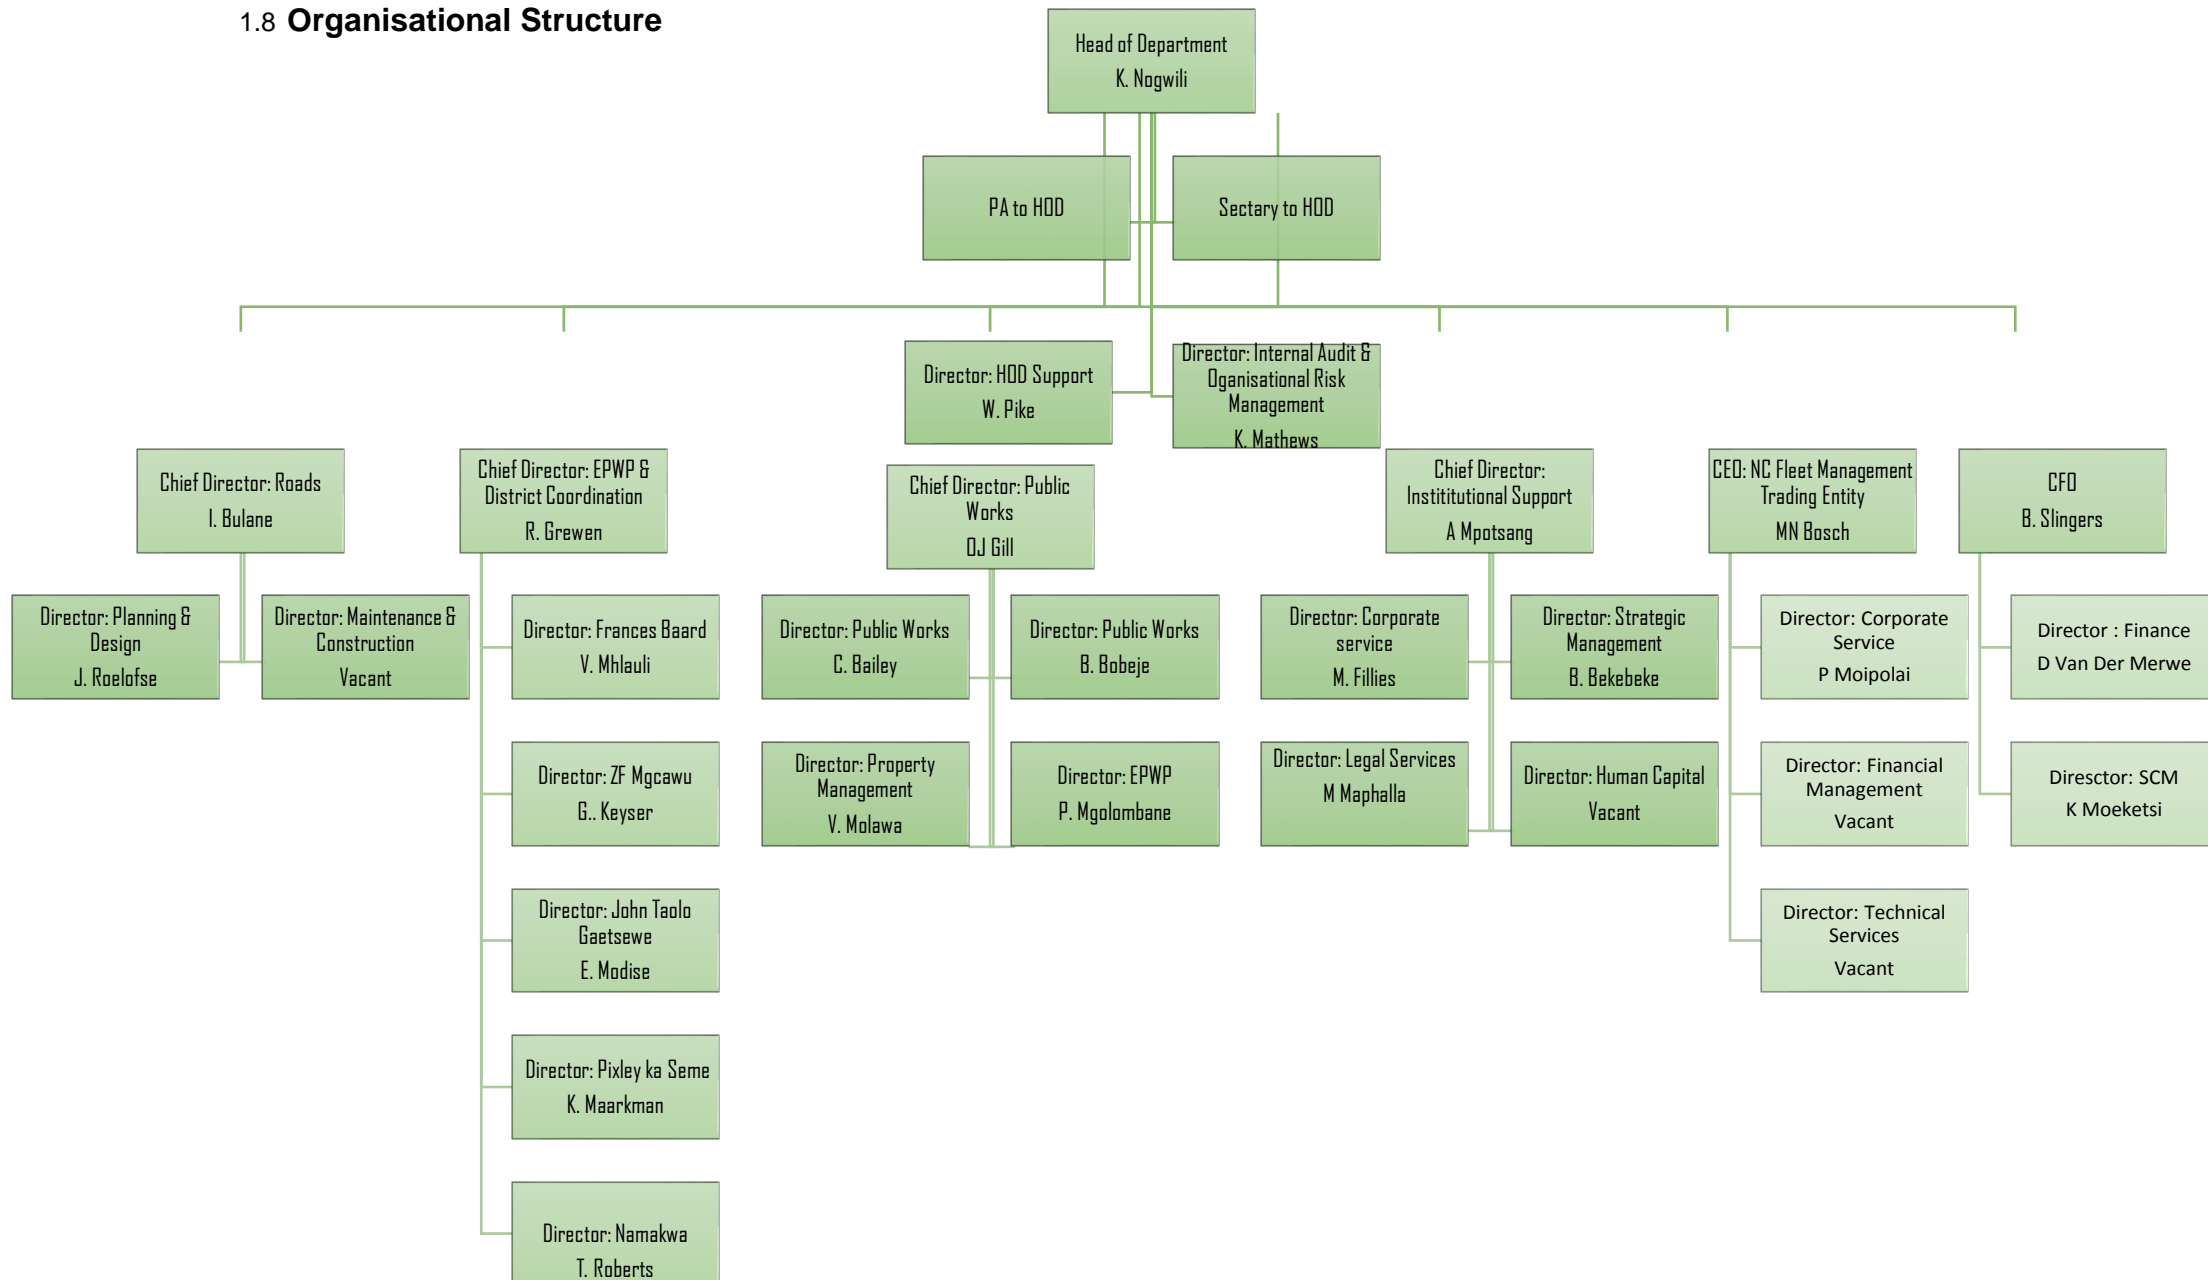 1.8 Organisational Structure
Head of Department
K. Nogwili
PA to HOD
Sectary to HOD
Director: HOD Support
W. Pike
Director: Internal Audit &
Oganisational Risk
Management
K. Mathews
Chief Director: Roads
I. Bulane
Chief Director: EPWP &
District Coordination
R. Grewen
Chief Director: Public
Works
OJ Gill
Chief Director:
Instititutional Support
A Mpotsang
CEO: NC Fleet Management
Trading Entity
MN Bosch
CFO
B. Slingers
Director: Planning &
Design
J. Roelofse
Director: Maintenance &
Construction
Vacant
Director: Frances Baard
V. Mhlauli
Director: ZF Mgcawu
G.. Keyser
Director: John Taolo
Gaetsewe
E. Modise
Director: Pixley ka Seme
K. Maarkman
Director: Namakwa
T. Roberts
Director: Public Works
C. Bailey
Director: Public Works
B. Bobeje
Director: Property
Management
V. Molawa
Director: EPWP
P. Mgolombane
Director: Corporate
service
M. Fillies
Director: Strategic
Management
B. Bekebeke
Director: Legal Services
M Maphalla
Director: Human Capital
Vacant
Director: Corporate
Service
P Moipolai
Director: Financial
Management
Vacant
Director: Technical
Services
Vacant
Director : Finance
D Van Der Merwe
Diresctor: SCM
K Moeketsi